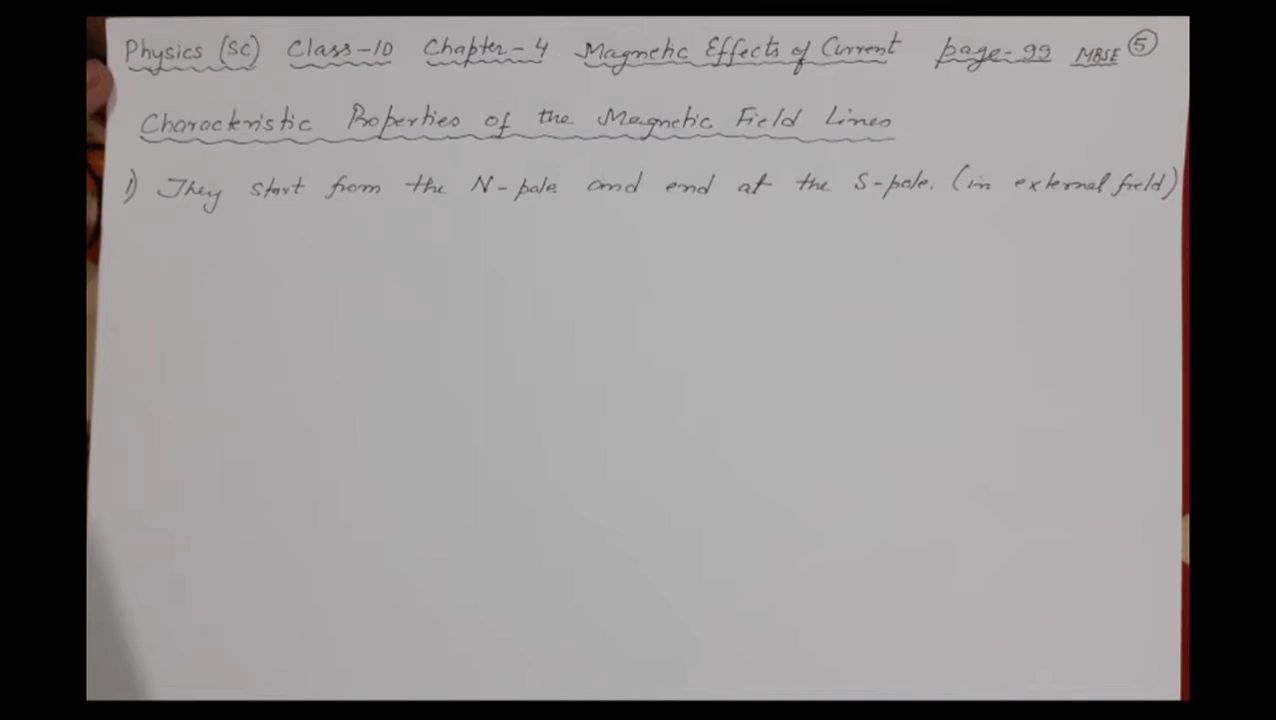 Physics (SC) Class-10 Chapter-4 Magnetic Effects of Current page-99 MBSE 5
Characteristic Properties of the Magnetic Field Lines
1) They start from the N-pole and end at the S-pole. (in external field)